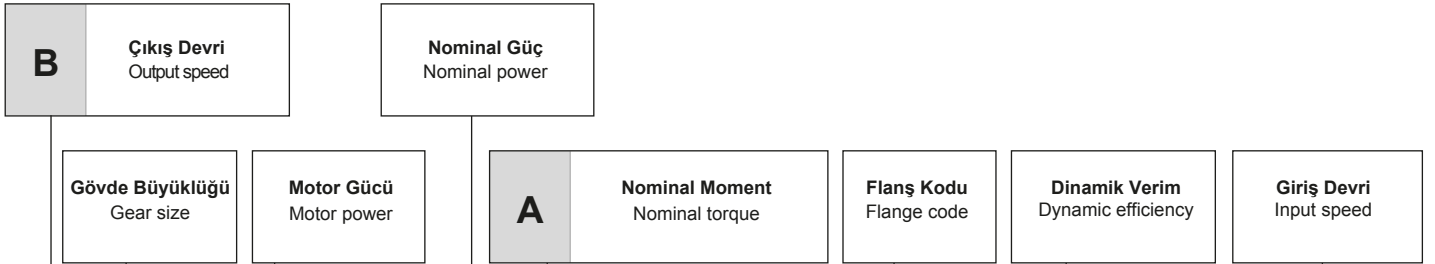 B
Çıkış Devri
Output speed
Nominal Güç
Nominal power
Gövde Büyüklüğü
Gear size
Motor Gücü
Motor power
A
Nominal Moment
Nominal torque
Flanş Kodu
Flange code
Dinamik Verim
Dynamic efficiency
Giriş Devri
Input speed